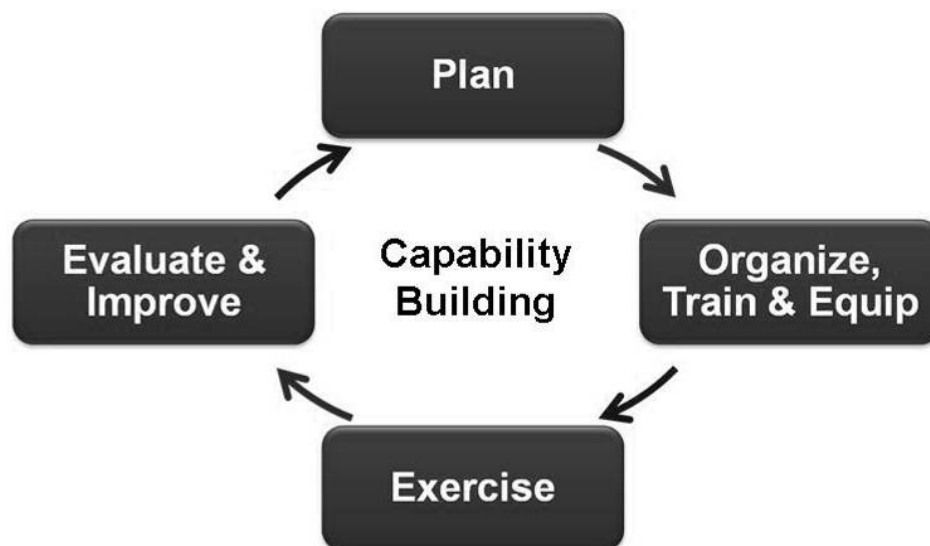 Plan
Evaluate &
Improve
Capability
Building
Organize,
Train & Equip
Exercise